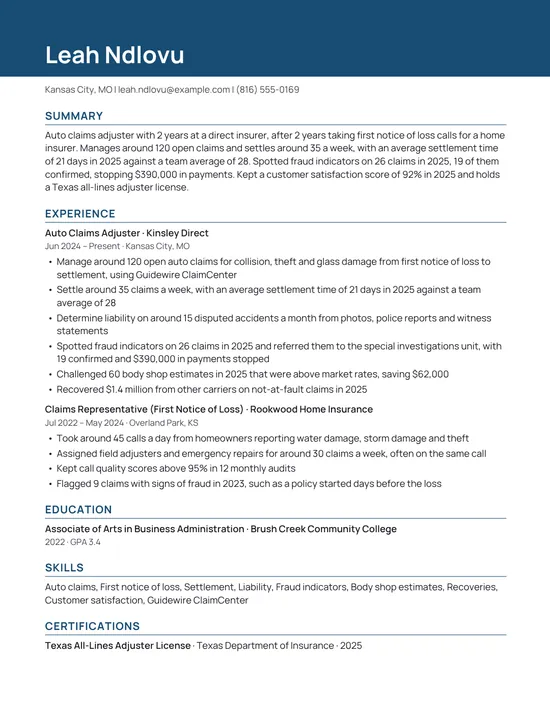 Leah Ndlovu
Kansas City, MO | leah.ndlovu@example.com | (816) 555-0169
SUMMARY
Auto claims adjuster with 2 years at a direct insurer, after 2 years taking first notice of loss calls for a home
insurer. Manages around 120 open claims and settles around 35 a week, with an average settlement time
of 21 days in 2025 against a team average of 28. Spotted fraud indicators on 26 claims in 2025, 19 of them
confirmed, stopping $390,000 in payments. Kept a customer satisfaction score of 92% in 2025 and holds
a Texas all-lines adjuster license.
EXPERIENCE
Auto Claims Adjuster · Kinsley Direct
Jun 2024 – Present · Kansas City, MO
• Manage around 120 open auto claims for collision, theft and glass damage from first notice of loss to
settlement, using Guidewire ClaimCenter
• Settle around 35 claims a week, with an average settlement time of 21 days in 2025 against a team
average of 28
• Determine liability on around 15 disputed accidents a month from photos, police reports and witness
statements
• Spotted fraud indicators on 26 claims in 2025 and referred them to the special investigations unit, with
19 confirmed and $390,000 in payments stopped
• Challenged 60 body shop estimates in 2025 that were above market rates, saving $62,000
• Recovered $1.4 million from other carriers on not-at-fault claims in 2025
Claims Representative (First Notice of Loss) · Rookwood Home Insurance
Jul 2022 – May 2024 · Overland Park, KS
• Took around 45 calls a day from homeowners reporting water damage, storm damage and theft
• Assigned field adjusters and emergency repairs for around 30 claims a week, often on the same call
• Kept call quality scores above 95% in 12 monthly audits
• Flagged 9 claims with signs of fraud in 2023, such as a policy started days before the loss
EDUCATION
Associate of Arts in Business Administration · Brush Creek Community College
2022 · GPA 3.4
SKILLS
Auto claims, First notice of loss, Settlement, Liability, Fraud indicators, Body shop estimates, Recoveries,
Customer satisfaction, Guidewire ClaimCenter
CERTIFICATIONS
Texas All-Lines Adjuster License · Texas Department of Insurance · 2025